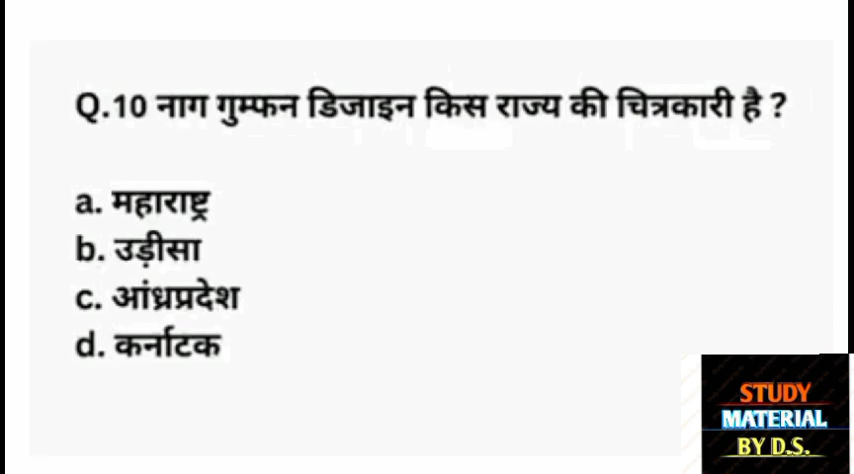 Q.10 नाग गुम्फन डिजाइन किस राज्य की चित्रकारी है ?
a. महाराष्ट्र
b. उड़ीसा
c. आंध्रप्रदेश
d. कर्नाटक
STUDY
MATERIAL
BY D.S.